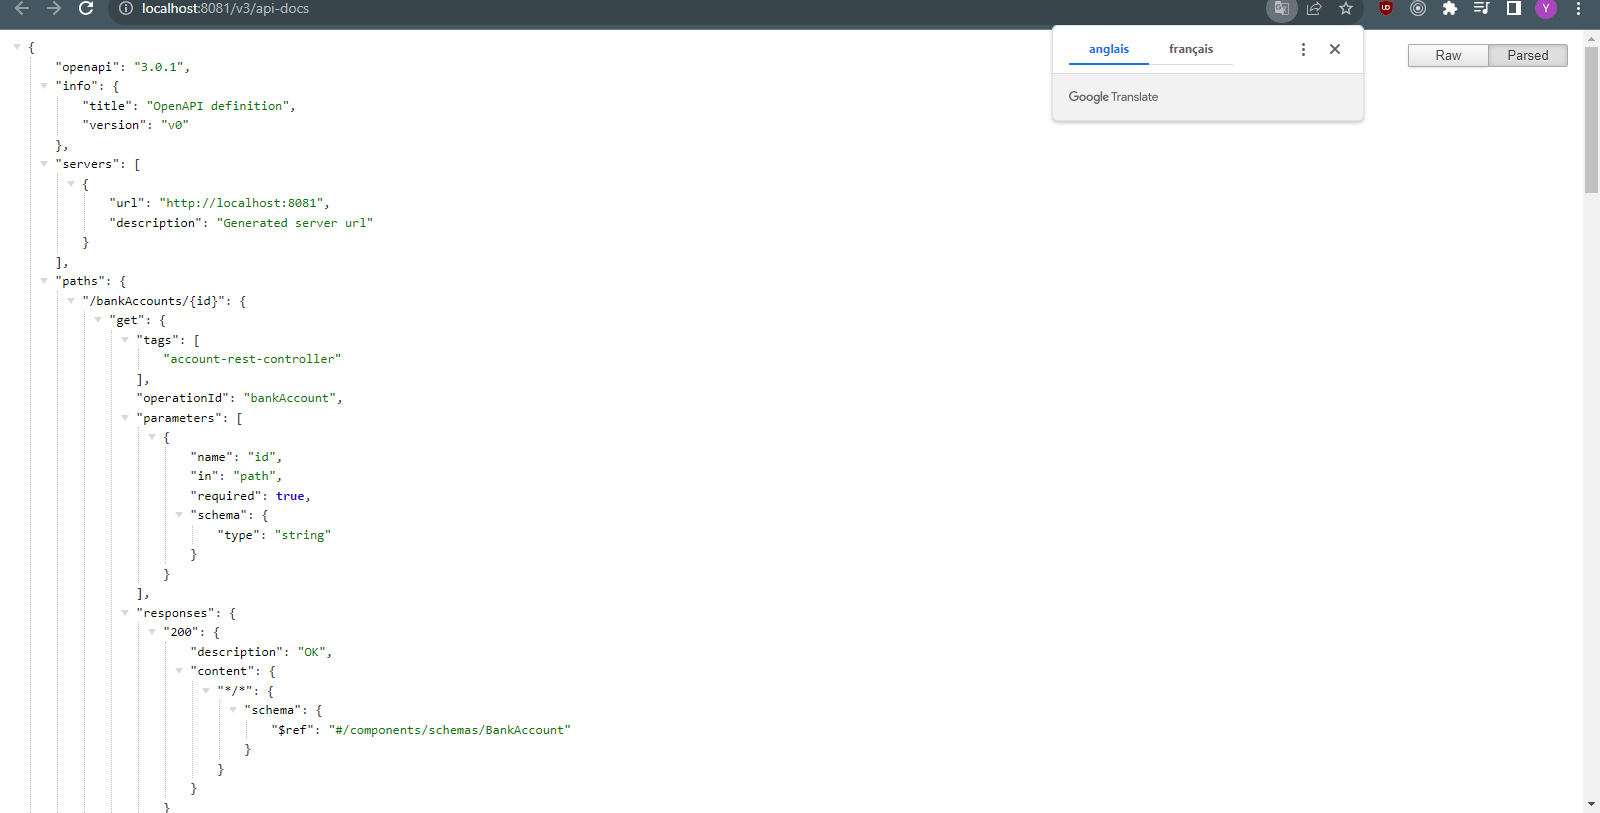 localhost:8081/v3/api-docs
Y
anglais français
Google Translate
Raw Parsed
{
"openapi": "3.0.1",
"info": {
"title": "OpenAPI definition",
"version": "v0"
},
"servers": [
{
"url": "http://localhost:8081",
"description": "Generated server url"
}
],
"paths": {
"/bankAccounts/{id}": {
"get": {
"tags": [
"account-rest-controller"
],
"operationId": "bankAccount",
"parameters": [
{
"name": "id",
"in": "path",
"required": true,
"schema": {
"type": "string"
}
}
],
"responses": {
"200": {
"description": "OK",
"content": {
"*/*": {
"schema": {
"$ref": "#/components/schemas/BankAccount"
}
}
}
}